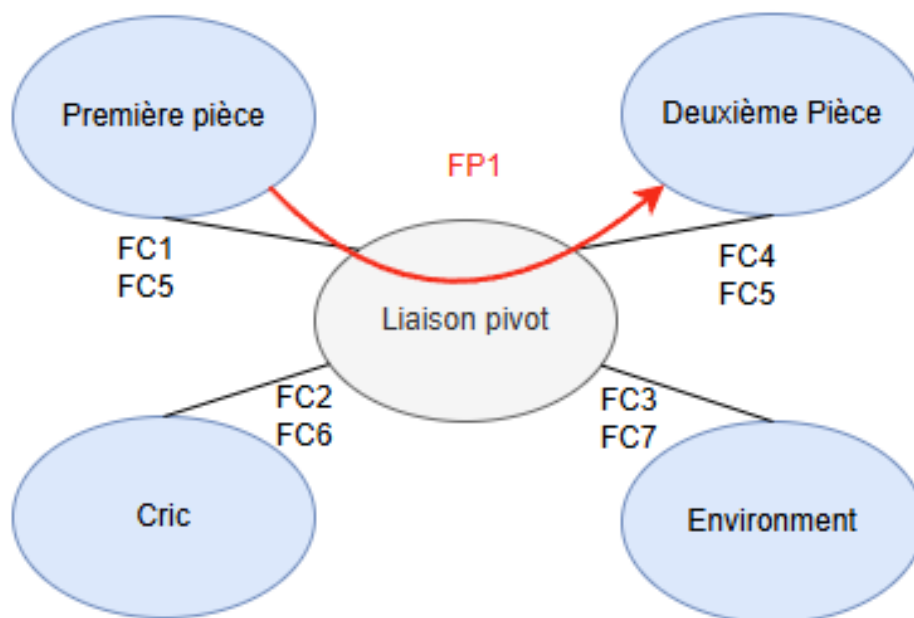 Première pièce
Deuxième Pièce
FP1
FC1
FC5
FC4
FC5
Liaison pivot
FC2
FC6
FC3
FC7
Cric
Environment